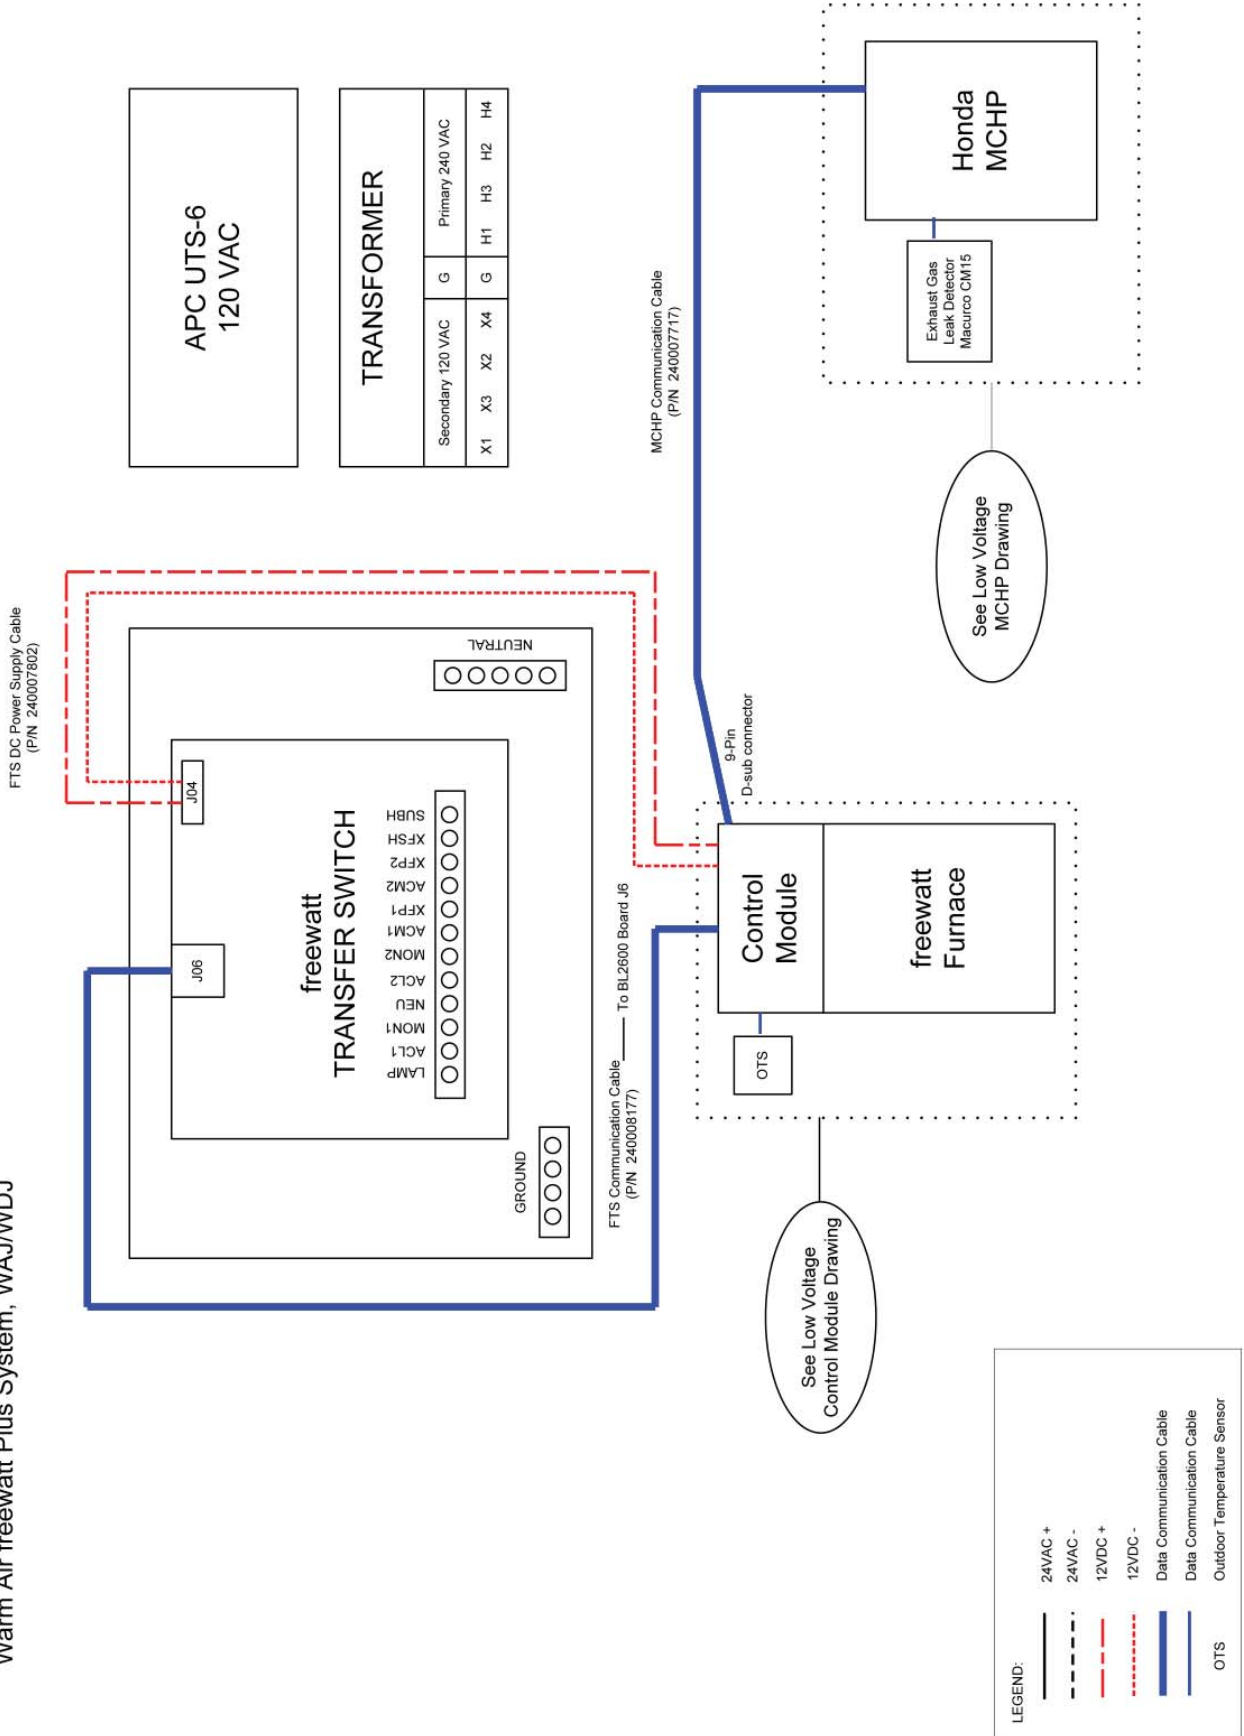 Warm Air freewatt Plus System, WAJ/WDJ
FTS DC Power Supply Cable
(P/N 240007802)
APC UTS-6
120 VAC
TRANSFORMER
Secondary 120 VAC G Primary 240 VAC
X1 X3 X2 X4 G H1 H3 H2 H4
J06
J04
freewatt
TRANSFER SWITCH
LAMP ACL1 MON1 NEU ACL2 MON2 ACM1 XFP1 ACM2 XFP2 XFSH SUBH
NEUTRAL
GROUND
FTS Communication Cable
(P/N 240008177)
To BL2600 Board J6
MCHP Communication Cable
(P/N 240007717)
9-Pin
D-sub connector
OTS
Control
Module
freewatt
Furnace
Exhaust Gas
Leak Detector
Macurco CM15
Honda
MCHP
See Low Voltage
Control Module Drawing
See Low Voltage
MCHP Drawing
LEGEND:
24VAC +
24VAC -
12VDC +
12VDC -
Data Communication Cable
Data Communication Cable
OTS Outdoor Temperature Sensor